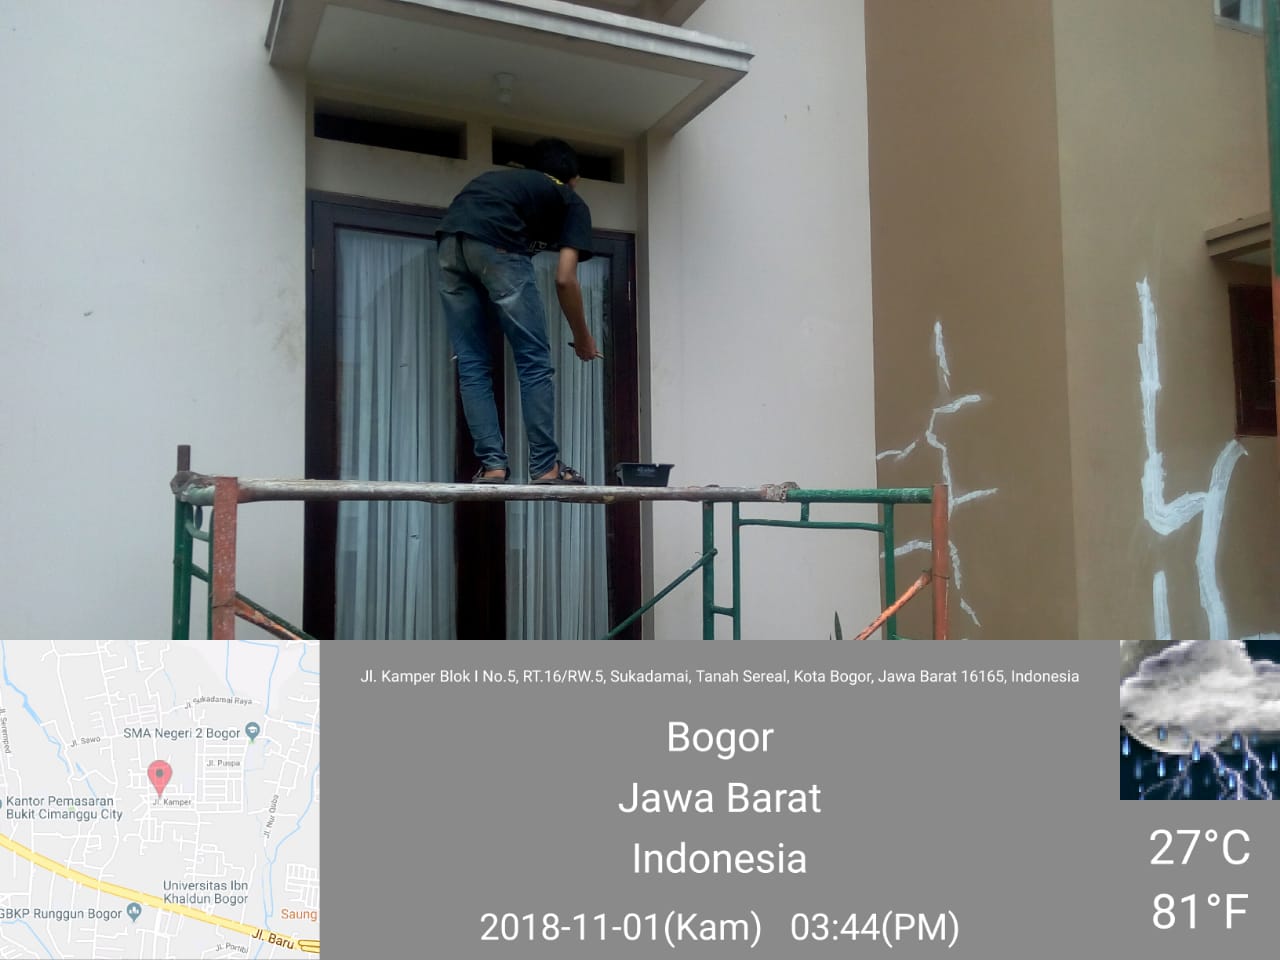 Jl. Kamper Blok I No.5, RT.16/RW.5, Sukadamai, Tanah Sereal, Kota Bogor, Jawa Barat 16165, Indonesia
Bogor
Jawa Barat
Indonesia
2018-11-01(Kam) 03:44(PM)
27°C
81°F
Jl. Sukadamai Raya
SMA Negeri 2 Bogor
Jl. Sawo
Jl. Puspa
Jl. Kamper
Kantor Pemasaran
Bukit Cimanggu City
Jl. Nur Quba
Universitas Ibn
Khaldun Bogor
GBKP Runggun Bogor
Saung
Jl. Baru